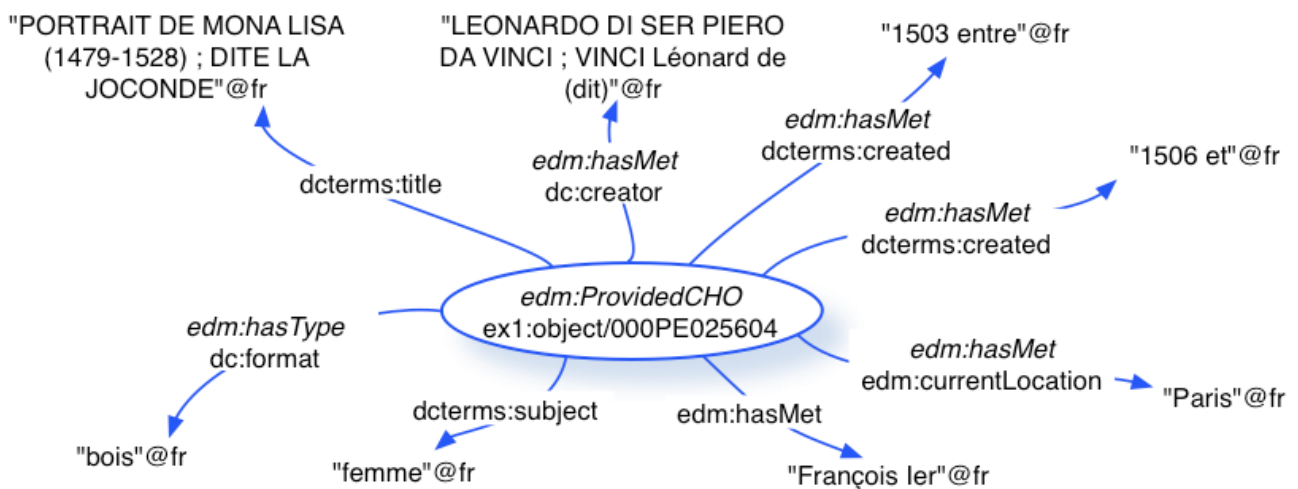 "PORTRAIT DE MONA LISA
(1479-1528) ; DITE LA
JOCONDE"@fr
"LEONARDO DI SER PIERO
DA VINCI ; VINCI Léonard de
(dit)"@fr
"1503 entre"@fr
edm:hasMet
dcterms:created
"1506 et"@fr
edm:hasMet
dc:creator
dcterms:title
edm:hasMet
dcterms:created
edm:ProvidedCHO
ex1:object/000PE025604
edm:hasType
dc:format
edm:hasMet
edm:currentLocation
"Paris"@fr
dcterms:subject
edm:hasMet
"bois"@fr
"femme"@fr
"François Ier"@fr